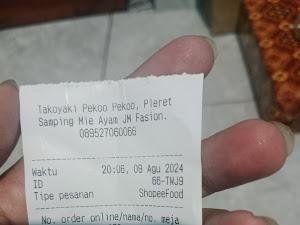 Takoyaki Pekoo Pekoo, Pleret
Samping Mie Ayam JM Fasion.
089527060066
Waktu 20:06, 09 Agu 2024
ID 66-TWJ9
Tipe pesanan ShopeeFood
No. order online/nama/no. meja